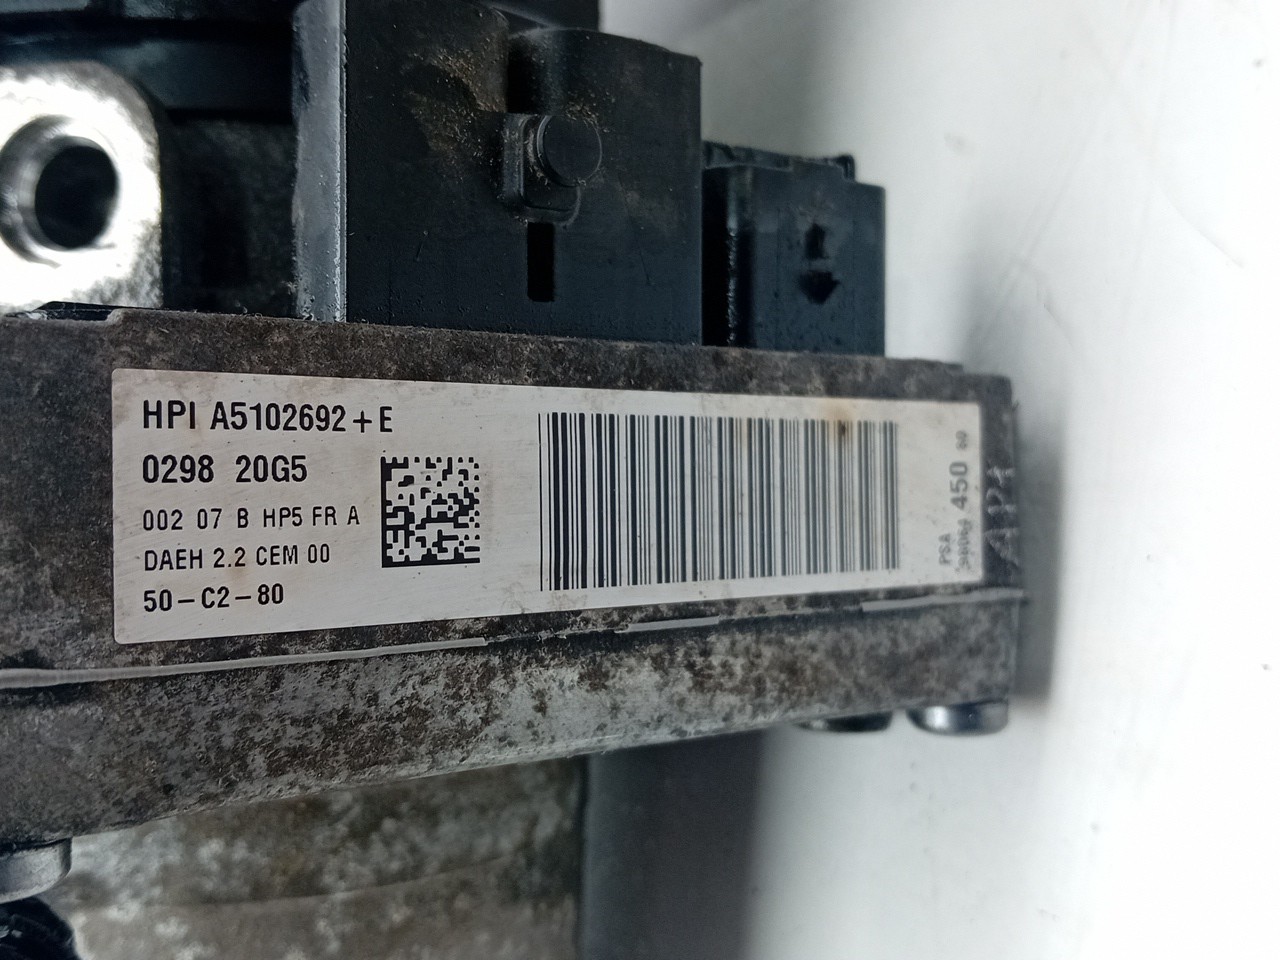 HPI A5102692+E
0298 20G5
002 07 B HP5 FR A
DAEH 2.2 CEM 00
50-C2-80
PSA
450